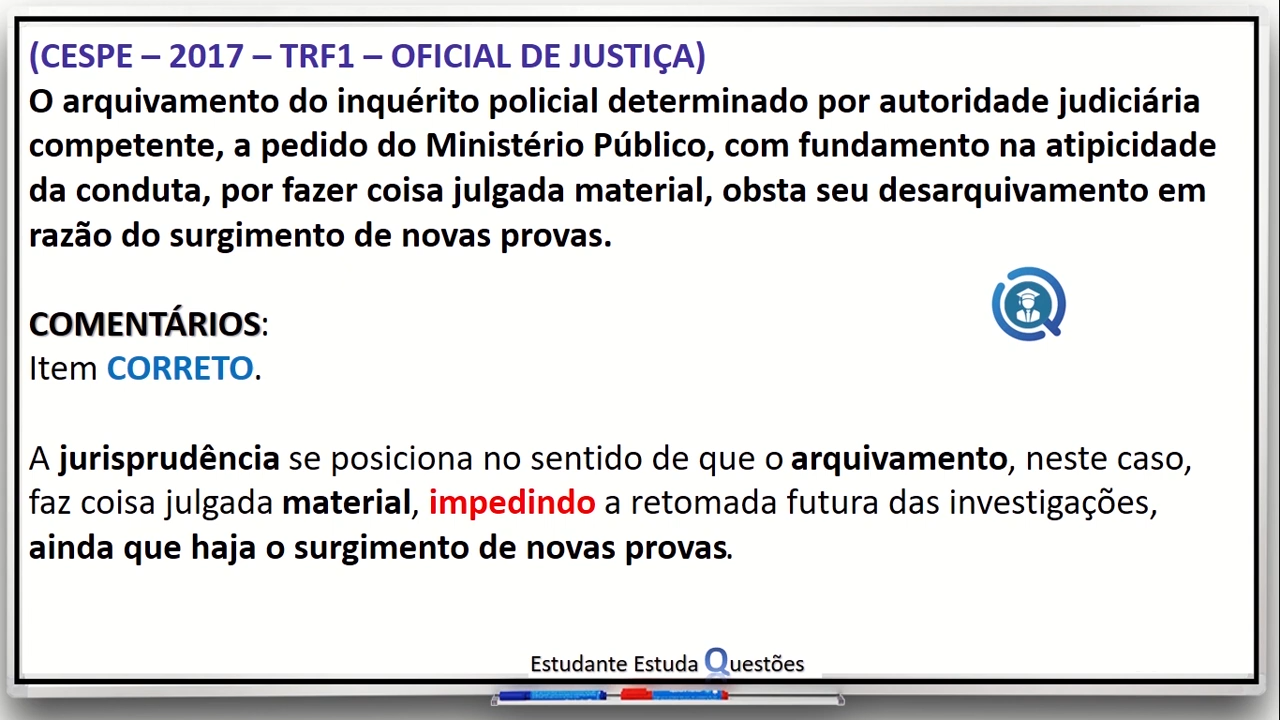 (CESPE – 2017 – TRF1 – OFICIAL DE JUSTIÇA)
O arquivamento do inquérito policial determinado por autoridade judiciária
competente, a pedido do Ministério Público, com fundamento na atipicidade
da conduta, por fazer coisa julgada material, obsta seu desarquivamento em
razão do surgimento de novas provas.
COMENTÁRIOS:
Item CORRETO.
A jurisprudência se posiciona no sentido de que o arquivamento, neste caso,
faz coisa julgada material, impedindo a retomada futura das investigações,
ainda que haja o surgimento de novas provas.
Estudante Estuda Questões